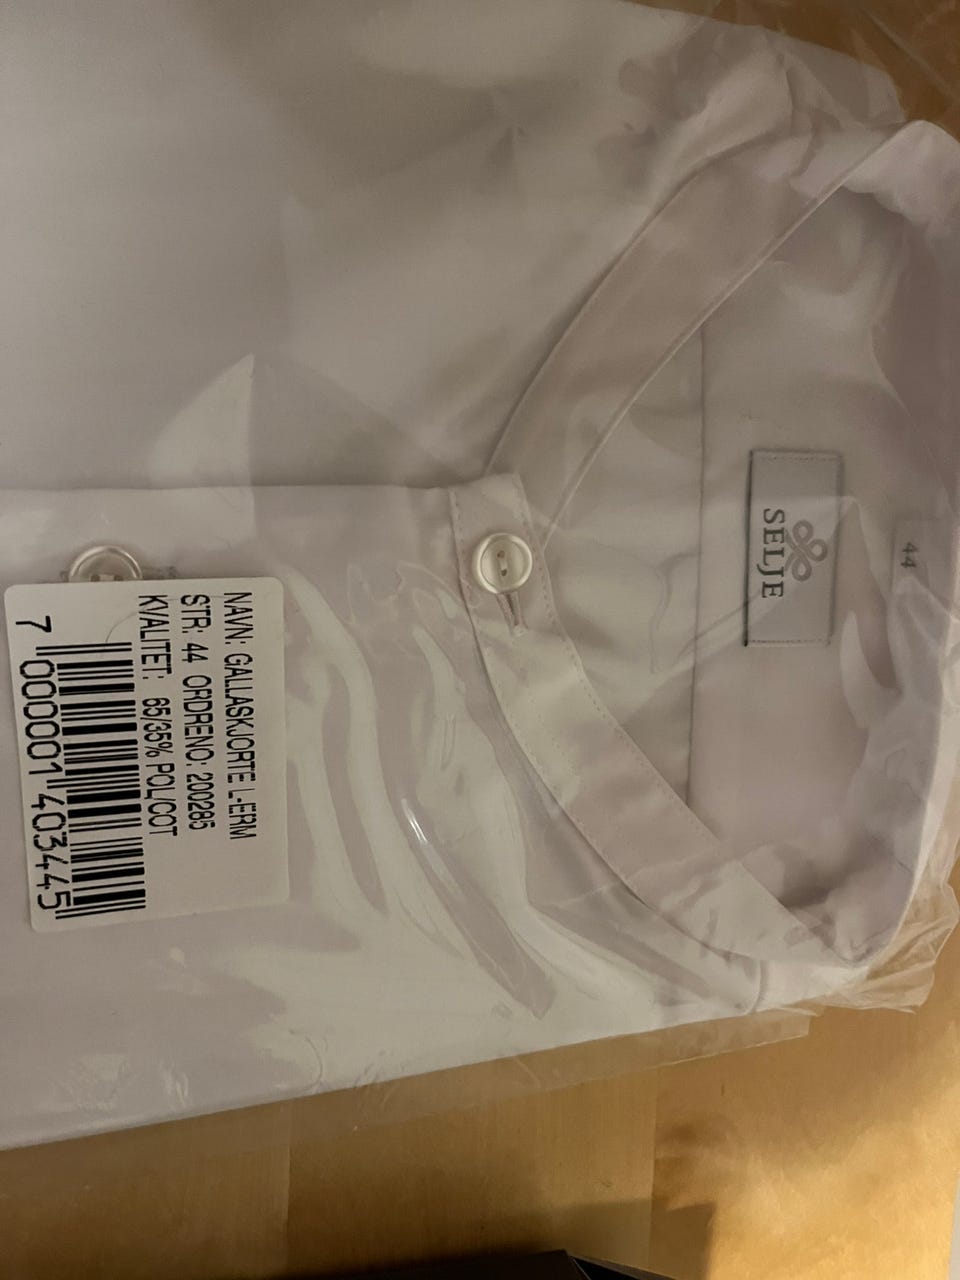 44
SELJE
NAVN: GALLASKJORTE L-ERM
STR: 44 ORDRENO: 200285
KVALITET: 65/35% POL/COT
7 000001 403445